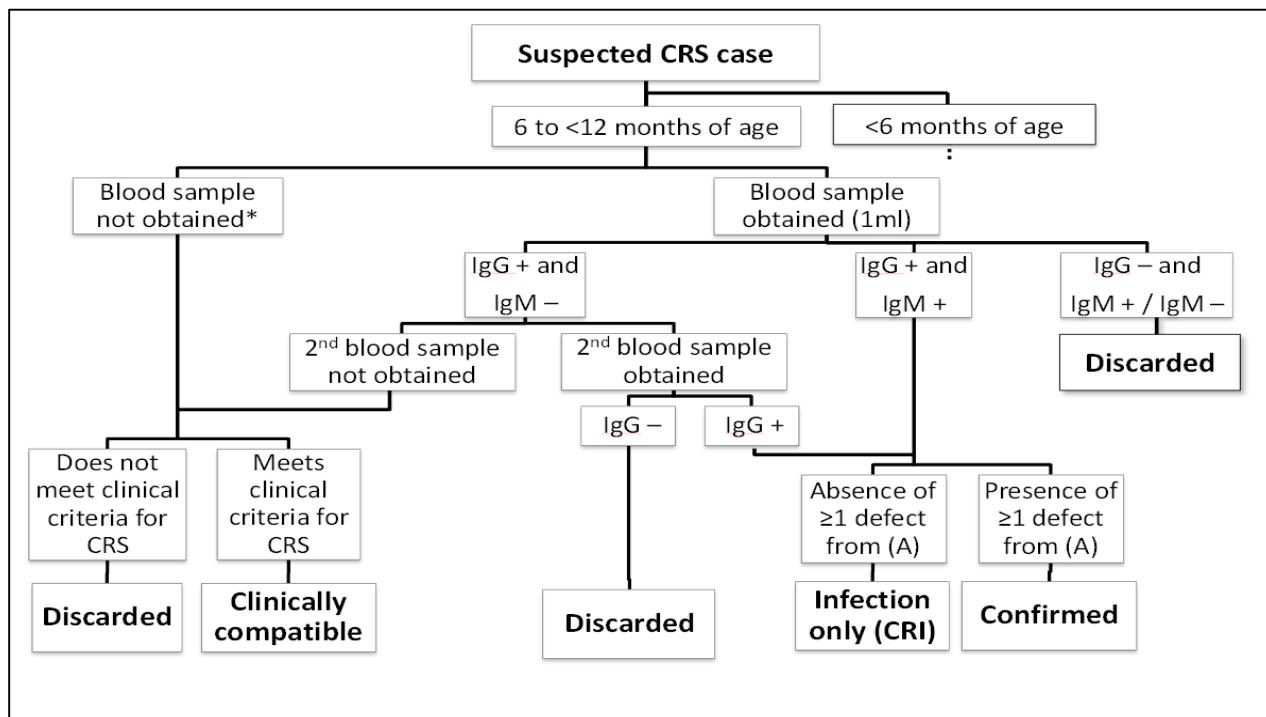 Suspected CRS case
6 to <12 months of age
<6 months of age
:
Blood sample
not obtained*
Blood sample
obtained (1ml)
IgG + and
IgM –
IgG + and
IgM +
IgG – and
IgM + / IgM –
Discarded
2nd blood sample
not obtained
2nd blood sample
obtained
IgG –
IgG +
Does not
meet clinical
criteria for
CRS
Meets
clinical
criteria for
CRS
Absence of
≥1 defect
from (A)
Presence of
≥1 defect
from (A)
Discarded
Clinically
compatible
Discarded
Infection
only (CRI)
Confirmed